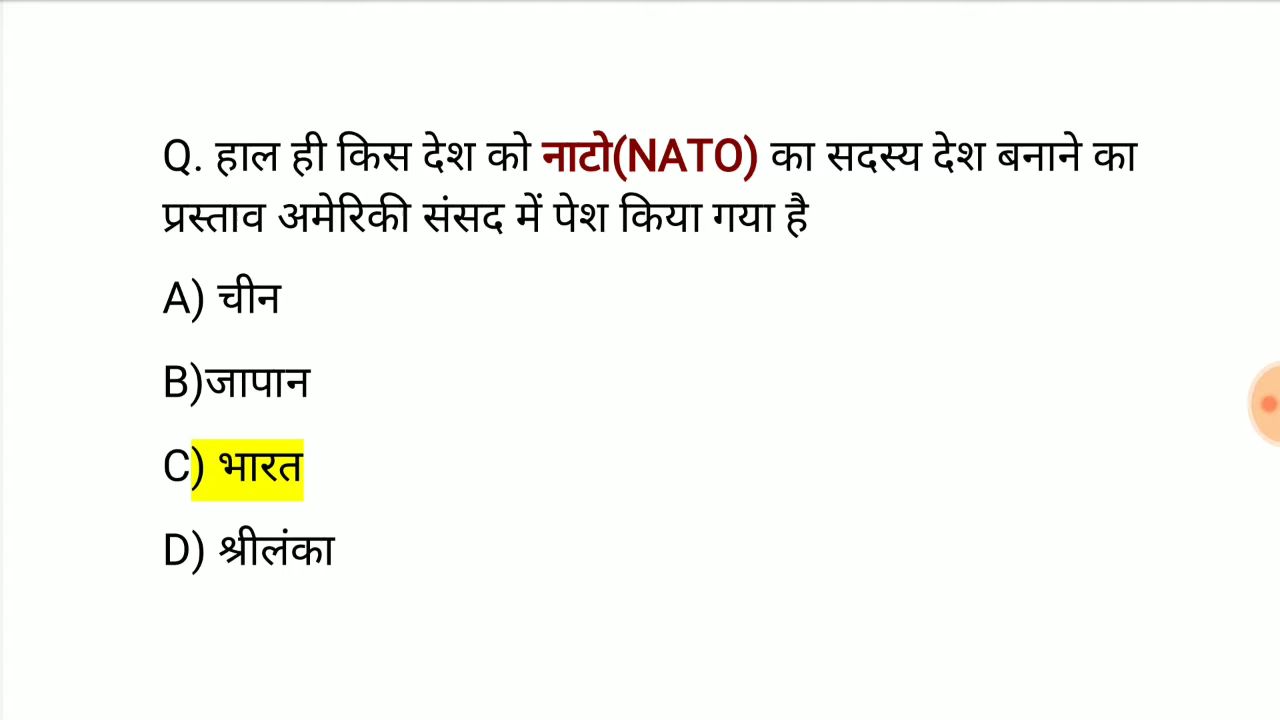 Q. हाल ही किस देश को नाटो(NATO) का सदस्य देश बनाने का
प्रस्ताव अमेरिकी संसद में पेश किया गया है
A) चीन
B)जापान
C) भारत
D) श्रीलंका